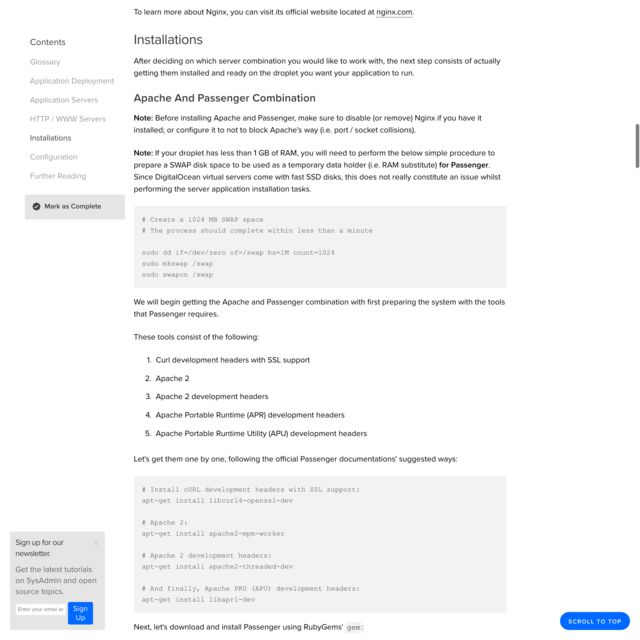 To learn more about Nginx, you can visit its official website located at nginx.com.
Contents
Glossary
Application Deployment
Application Servers
HTTP / WWW Servers
Installations
Configuration
Further Reading
Mark as Complete
Installations
After deciding on which server combination you would like to work with, the next step consists of actually
getting them installed and ready on the droplet you want your application to run.
Apache And Passenger Combination
Note: Before installing Apache and Passenger, make sure to disable (or remove) Nginx if you have it
installed; or configure it to not to block Apache's way (i.e. port / socket collisions).
Note: If your droplet has less than 1 GB of RAM, you will need to perform the below simple procedure to
prepare a SWAP disk space to be used as a temporary data holder (i.e. RAM substitute) for Passenger.
Since DigitalOcean virtual servers come with fast SSD disks, this does not really constitute an issue whilst
performing the server application installation tasks.
# Create a 1024 MB SWAP space
# The process should complete within less than a minute
sudo dd if=/dev/zero of=/swap bs=1M count=1024
sudo mkswap /swap
sudo swapon /swap
We will begin getting the Apache and Passenger combination with first preparing the system with the tools
that Passenger requires.
These tools consist of the following:
1. Curl development headers with SSL support
2. Apache 2
3. Apache 2 development headers
4. Apache Portable Runtime (APR) development headers
5. Apache Portable Runtime Utility (APU) development headers
Let's get them one by one, following the official Passenger documentations' suggested ways:
# Install cURL development headers with SSL support:
apt-get install libcurl4-openssl-dev
# Apache 2:
apt-get install apache2-mpm-worker
# Apache 2 development headers:
apt-get install apache2-threaded-dev
# And finally, Apache PRU (APU) development headers:
apt-get install libapr1-dev
Next, let's download and install Passenger using RubyGems' gem:
Sign up for our
newsletter.
Get the latest tutorials
on SysAdmin and open
source topics.
Enter your email ad
Sign
Up
SCROLL TO TOP